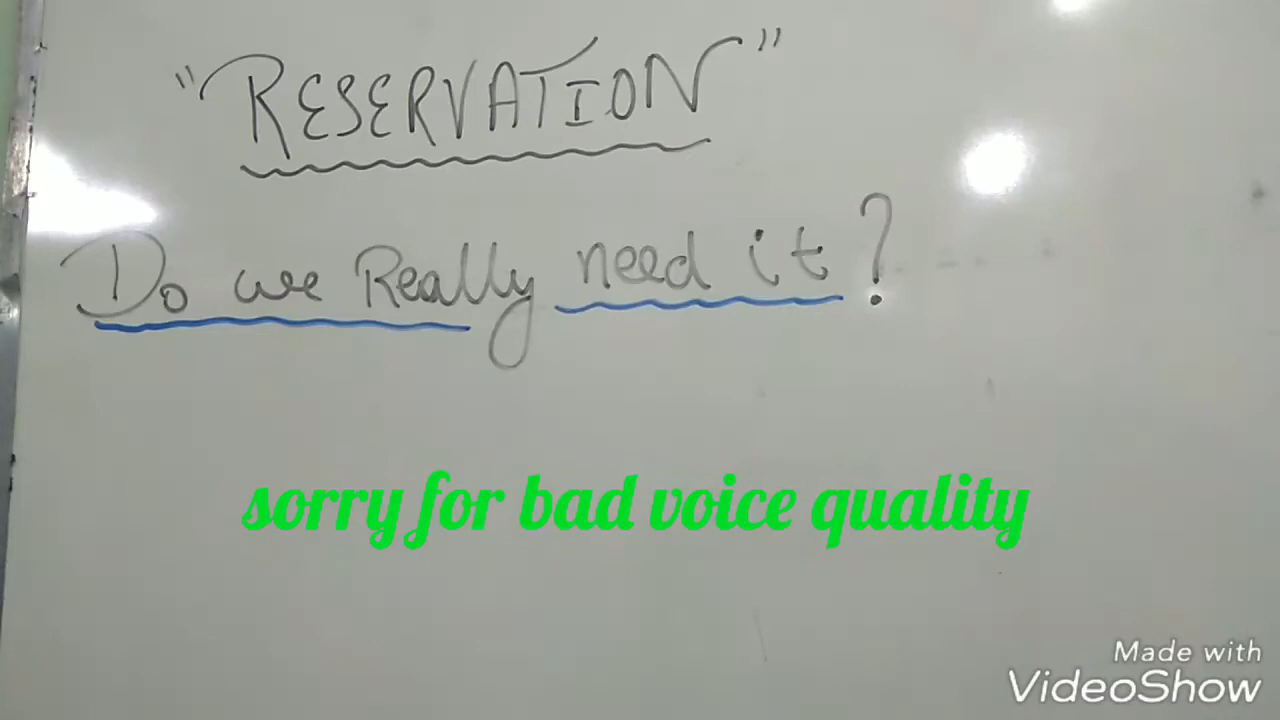 "RESERVATION"
Do we Really need it?
sorry for bad voice quality
Made with
VideoShow